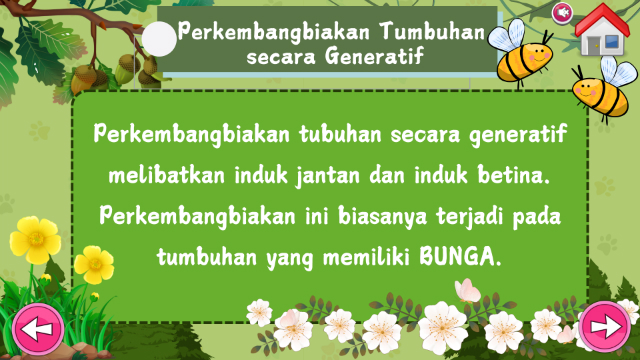 Perkembangbiakan Tumbuhan
secara Generatif
Perkembangbiakan tubuhan secara generatif
melibatkan induk jantan dan induk betina.
Perkembangbiakan ini biasanya terjadi pada
tumbuhan yang memiliki BUNGA.